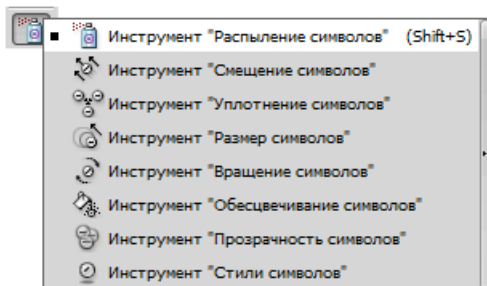 Инструмент "Распыление символов" (Shift+S)
Инструмент "Смещение символов"
Инструмент "Уплотнение символов"
Инструмент "Размер символов"
Инструмент "Вращение символов"
Инструмент "Обесцвечивание символов"
Инструмент "Прозрачность символов"
Инструмент "Стили символов"